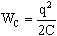 W_C = q²/2C